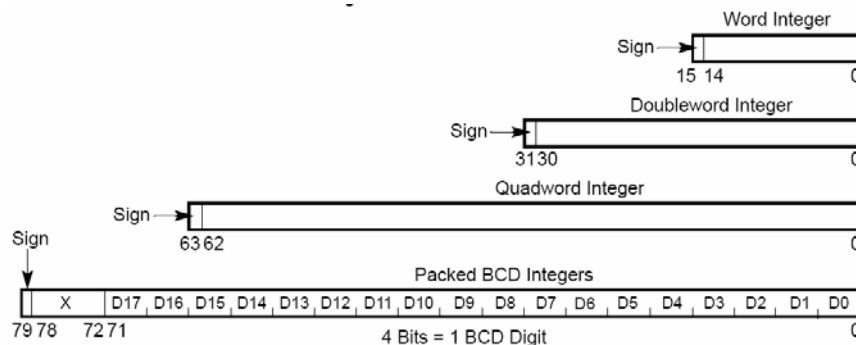 Word Integer
Sign
15 14 0
Doubleword Integer
Sign
3130 0
Quadword Integer
Sign
63 62 0
Sign
Packed BCD Integers
X D17 D16 D15 D14 D13 D12 D11 D10 D9 D8 D7 D6 D5 D4 D3 D2 D1 D0
79 78 72 71 0
4 Bits = 1 BCD Digit